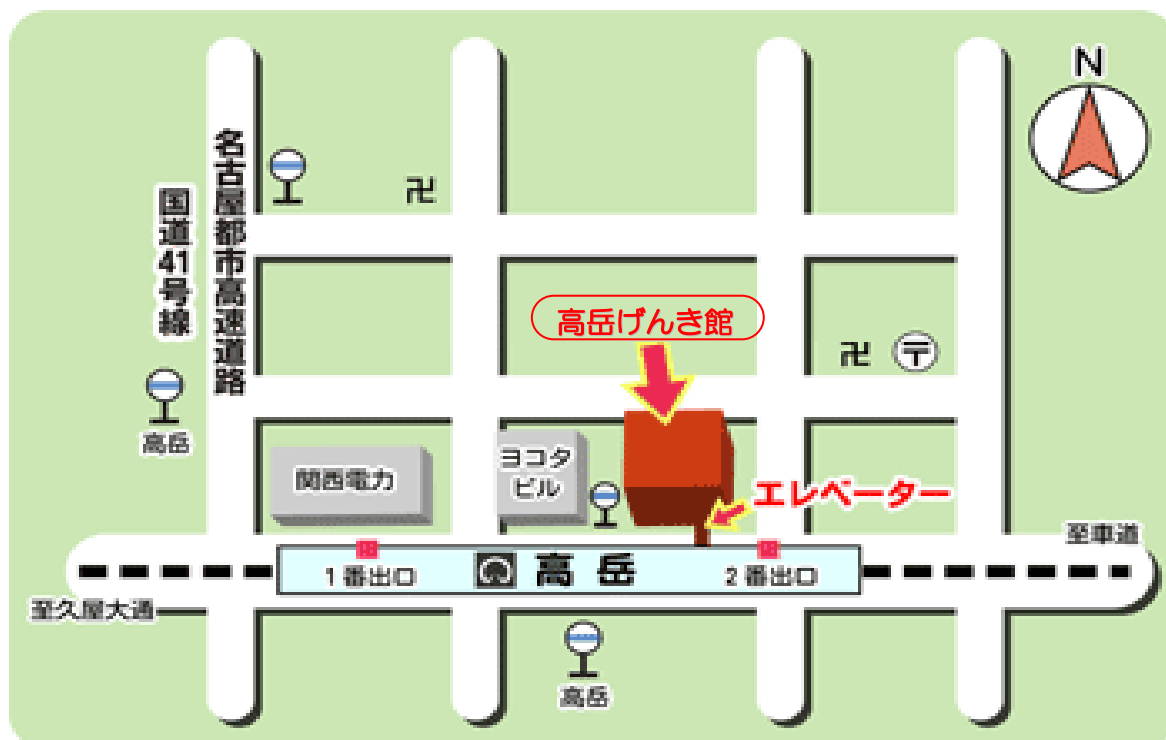 N
名古屋都市高速道路
国道41号線
高岳げんき館
高岳
関西電力
ヨコタ
ビル
エレベーター
至車道
1番出口
高岳
2番出口
至久屋大通
高岳